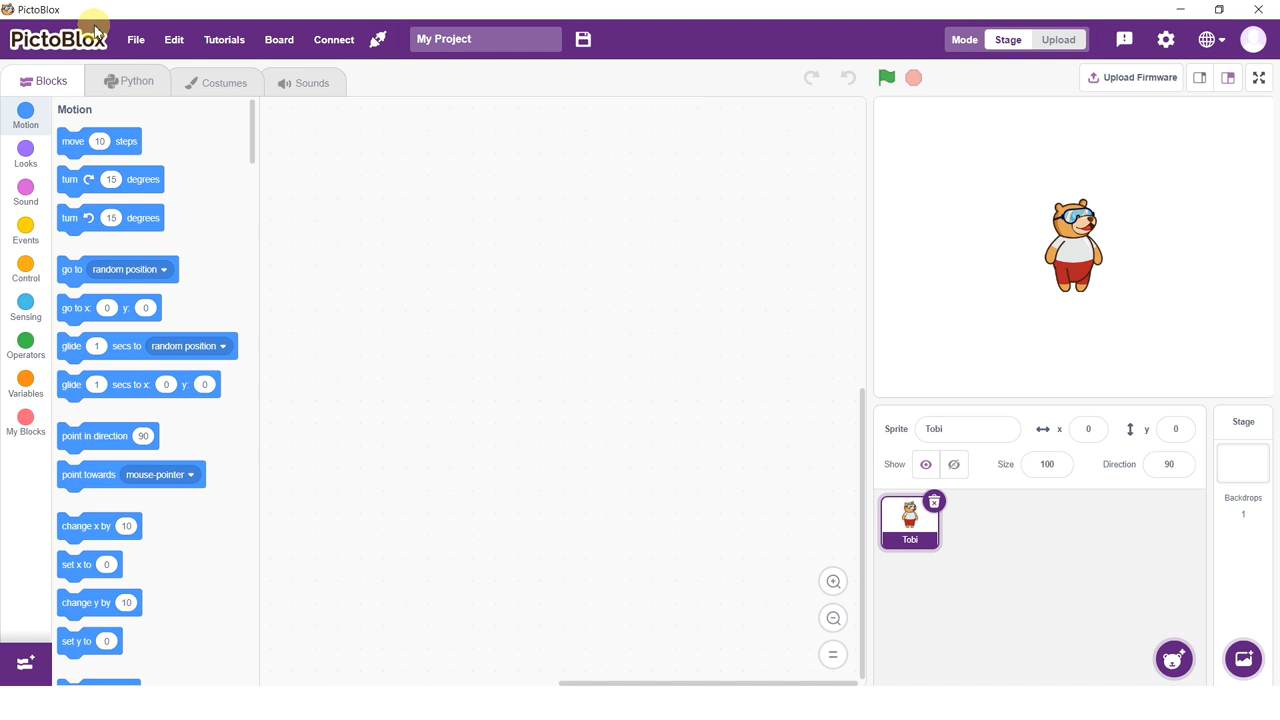 PictoBlox
PictoBlox File Edit Tutorials Board Connect My Project Mode Stage Upload
Blocks Python Costumes Sounds Upload Firmware
Motion
Looks
Sound
Events
Control
Sensing
Operators
Variables
My Blocks
Motion
move 10 steps
turn 15 degrees
turn 15 degrees
go to random position
go to x: 0 y: 0
glide 1 secs to random position
glide 1 secs to x: 0 y: 0
point in direction 90
point towards mouse-pointer
change x by 10
set x to 0
change y by 10
set y to 0
Sprite Tobi x 0 y 0
Show Size 100 Direction 90
Tobi
Stage
Backdrops
1